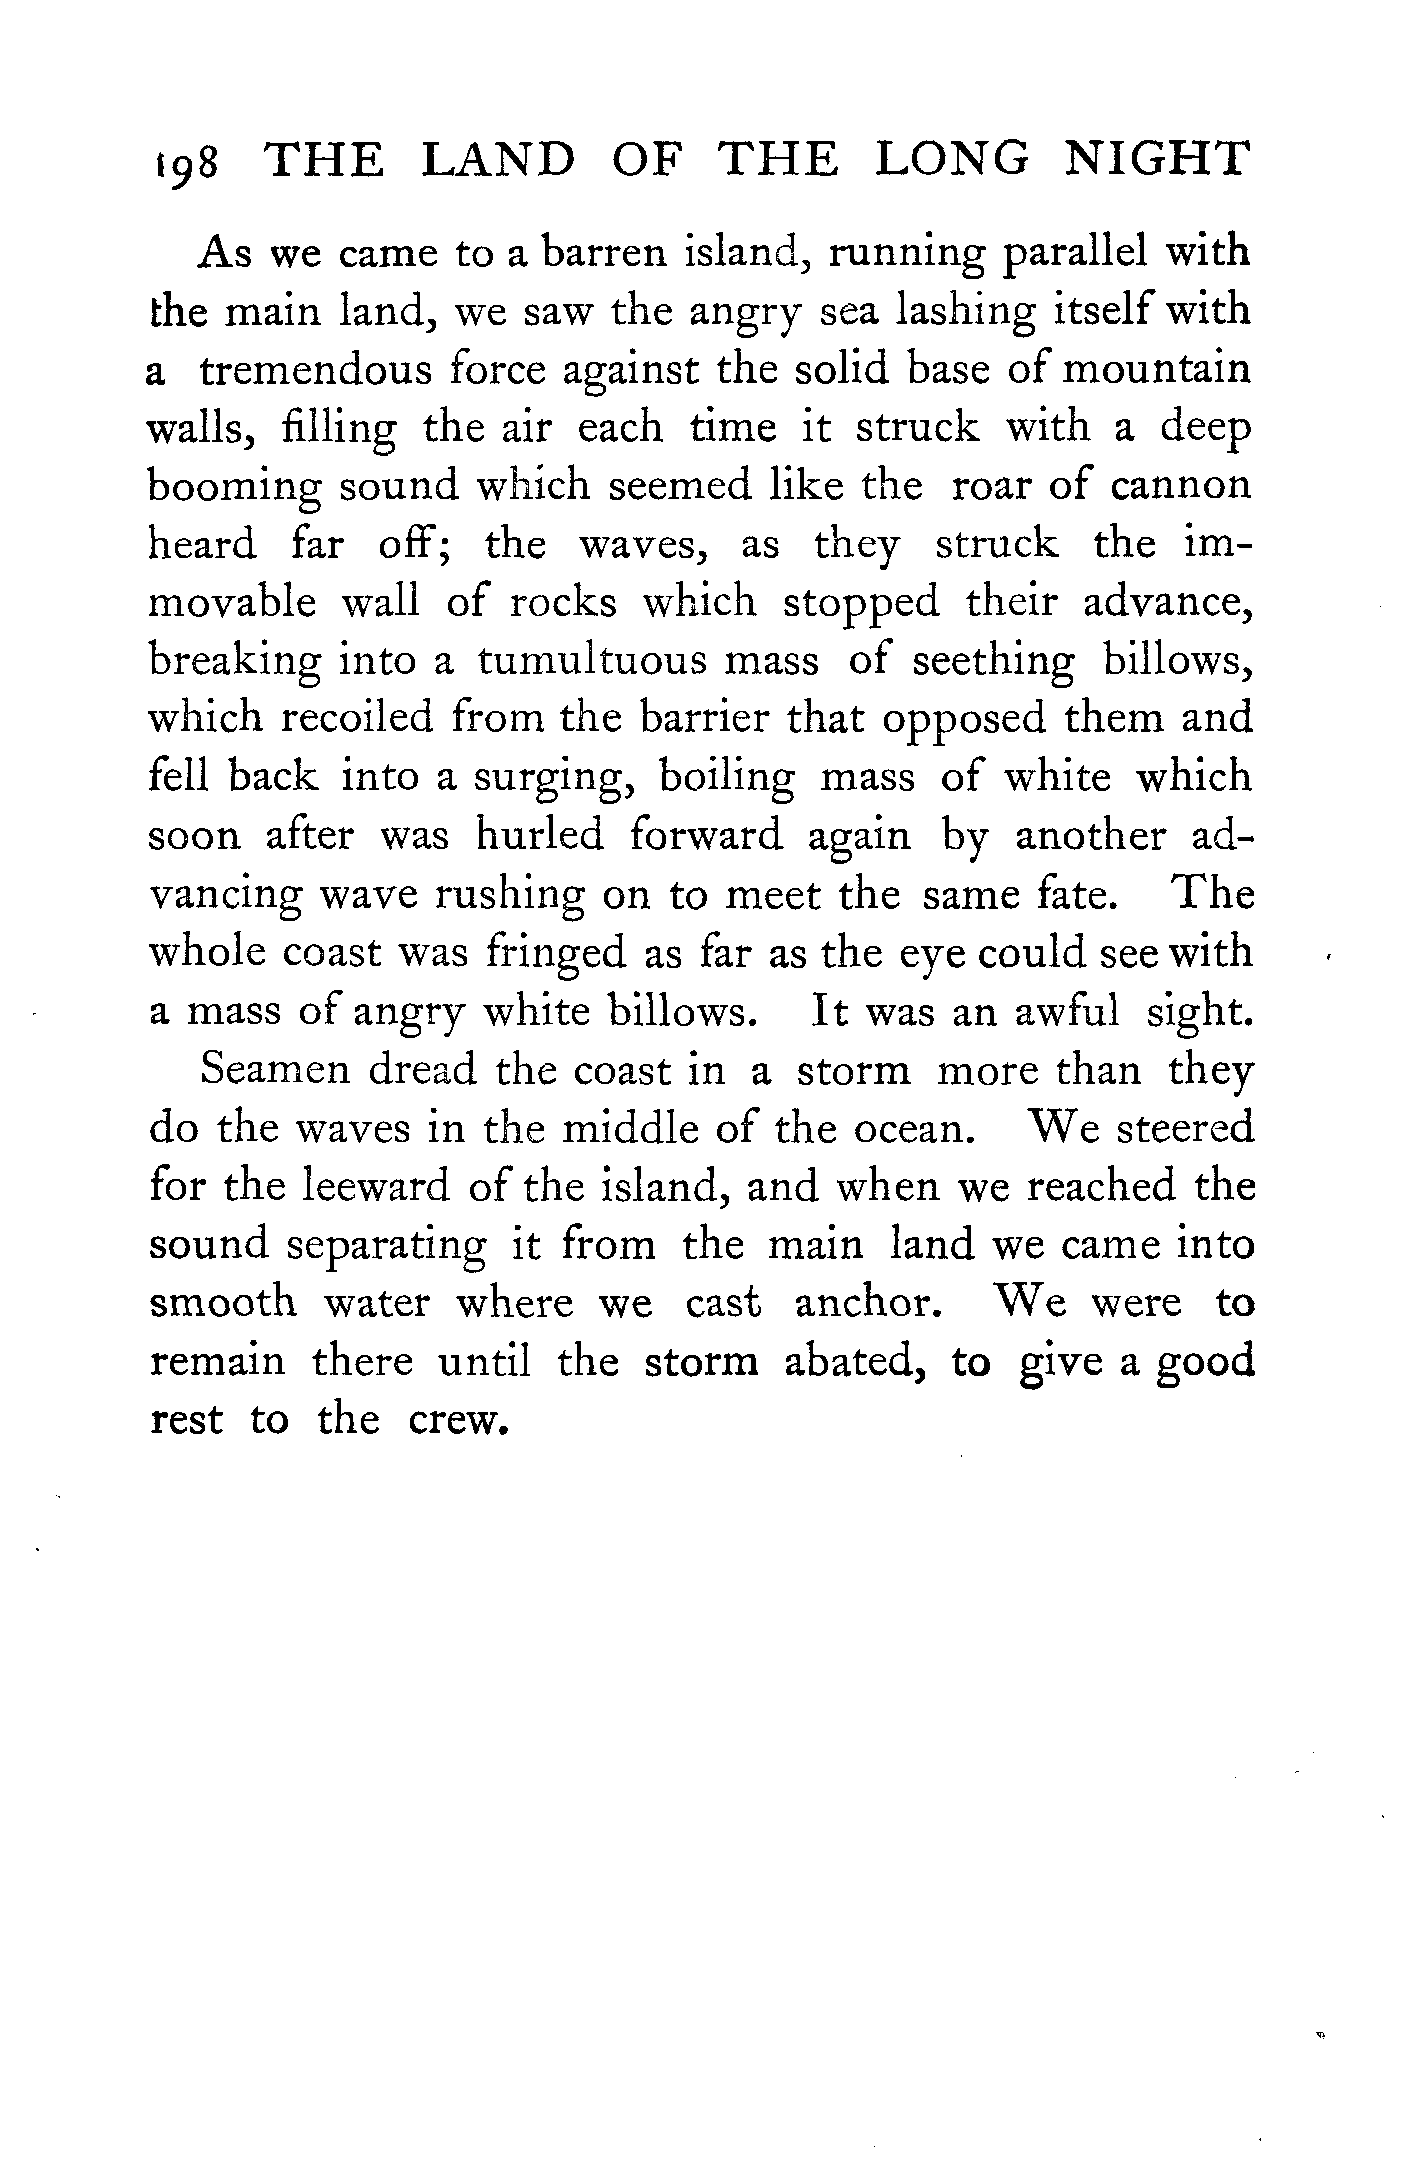 198 THE LAND OF THE LONG NIGHT
As we came to a barren island, running parallel with
the main land, we saw the angry sea lashing itself with
a tremendous force against the solid base of mountain
walls, filling the air each time it struck with a deep
booming sound which seemed like the roar of cannon
heard far off; the waves, as they struck the im-
movable wall of rocks which stopped their advance,
breaking into a tumultuous mass of seething billows,
which recoiled from the barrier that opposed them and
fell back into a surging, boiling mass of white which
soon after was hurled forward again by another ad-
vancing wave rushing on to meet the same fate. The
whole coast was fringed as far as the eye could see with
a mass of angry white billows. It was an awful sight.
Seamen dread the coast in a storm more than they
do the waves in the middle of the ocean. We steered
for the leeward of the island, and when we reached the
sound separating it from the main land we came into
smooth water where we cast anchor. We were to
remain there until the storm abated, to give a good
rest to the crew.